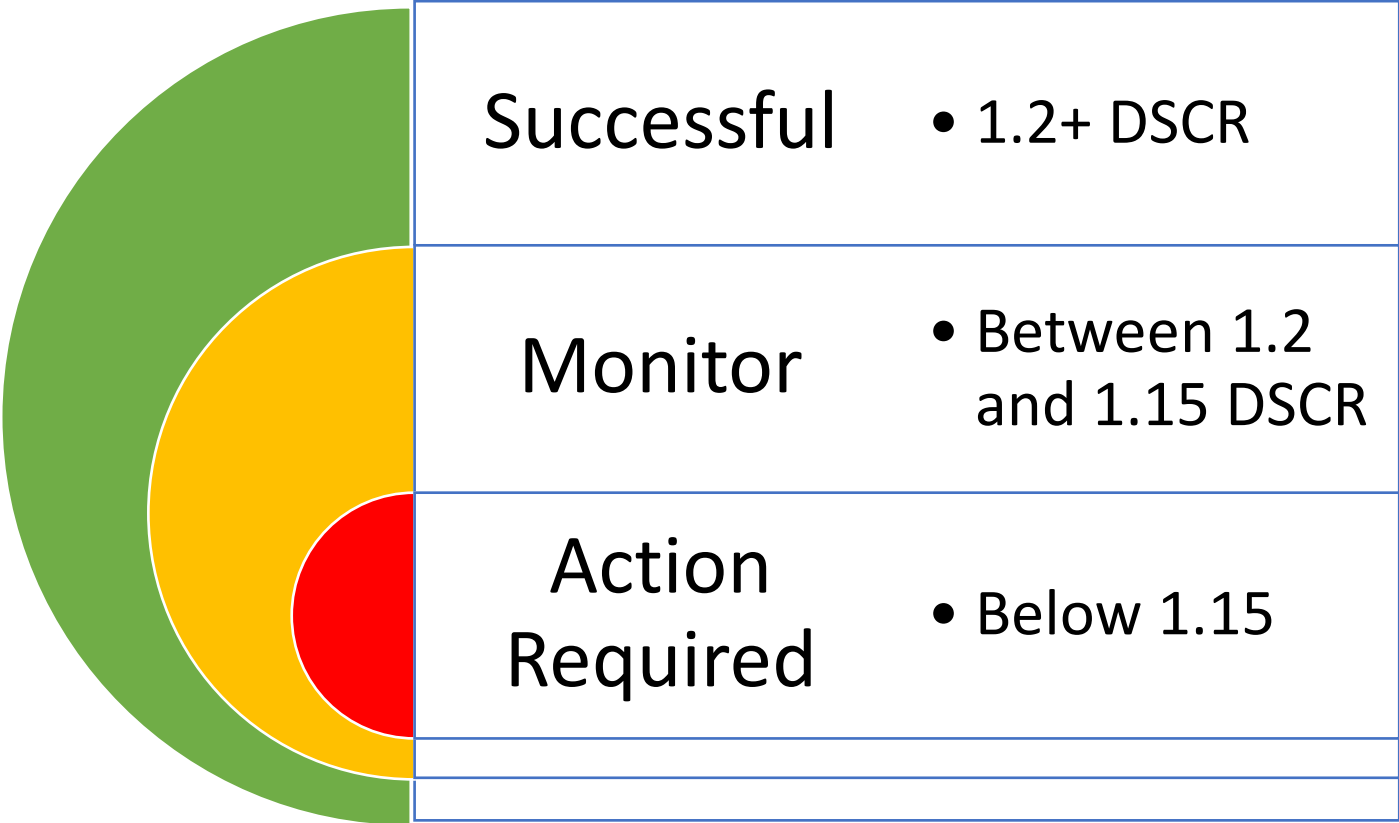 Successful
• 1.2+ DSCR
Monitor
• Between 1.2
and 1.15 DSCR
Action
Required
• Below 1.15